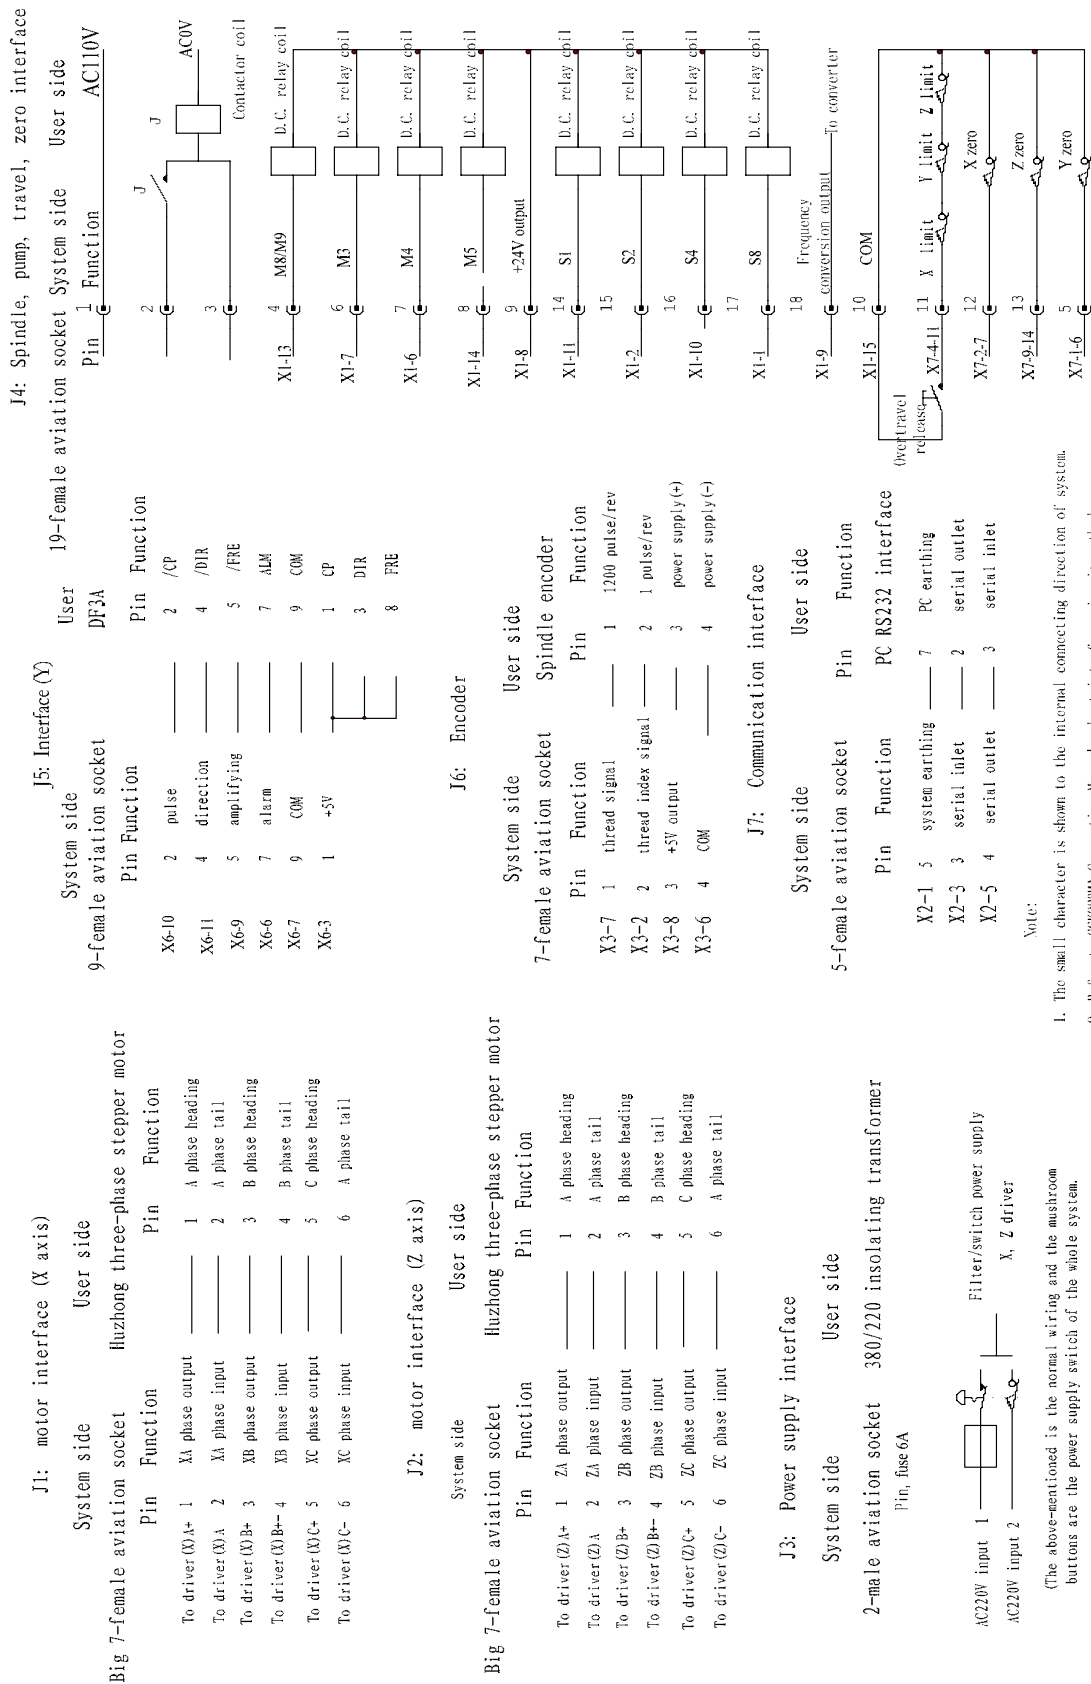 J1: motor interface (X axis)
System side User side
Big 7-female aviation socket Huzhong three-phase stepper motor
Pin Function Pin Function
To driver(X)A+ 1 XA phase output 1 A phase heading
To driver(X)A 2 XA phase input 2 A phase tail
To driver(X)B+ 3 XB phase output 3 B phase heading
To driver(X)B+- 4 XB phase input 4 B phase tail
To driver(X)C+ 5 XC phase output 5 C phase heading
To driver(X)C- 6 XC phase input 6 A phase tail
J2: motor interface (Z axis)
System side User side
Big 7-female aviation socket Huzhong three-phase stepper motor
Pin Function Pin Function
To driver(Z)A+ 1 ZA phase output 1 A phase heading
To driver(Z)A 2 ZA phase input 2 A phase tail
To driver(Z)B+ 3 ZB phase output 3 B phase heading
To driver(Z)B+- 4 ZB phase input 4 B phase tail
To driver(Z)C+ 5 ZC phase output 5 C phase heading
To driver(Z)C- 6 ZC phase input 6 A phase tail
J3: Power supply interface
System side User side
2-male aviation socket 380/220 insolating transformer
Pin, fuse 6A
AC220V input 1 Filter/switch power supply
AC220V input 2 X, Z driver
(The above-mentioned is the normal wiring and the mushroom
buttons are the power supply switch of the whole system.
J5: Interface (Y)
System side User
9-female aviation socket DF3A
Pin Function Pin Function
X6-10 2 pulse 2 /CP
X6-11 4 direction 4 /DIR
X6-9 5 amplifying 5 /FRE
X6-6 7 alarm 7 ALM
X6-7 9 COM 9 COM
X6-3 1 +5V 1 CP
3 DIR
8 FRE
J6: Encoder
System side User side
7-female aviation socket Spindle encoder
Pin Function Pin Function
X3-7 1 thread signal 1 1200 pulse/rev
X3-2 2 thread index signal 2 1 pulse/rev
X3-8 3 +5V output 3 power supply(+)
X3-6 4 COM 4 power supply(-)
J7: Communication interface
System side User side
5-female aviation socket PC RS232 interface
Pin Function Pin Function
X2-1 5 system earthing 7 PC earthing
X2-3 3 serial inlet 2 serial outlet
X2-5 4 serial outlet 3 serial inlet
Note:
1. The small character is shown to the internal connecting direction of system.
J4: Spindle, pump, travel, zero interface
19-female aviation socket System side User side
Pin Function
1 AC110V
2 J J AC0V
3 Contactor coil
X1-13 4 M8/M9 D.C. relay coil
X1-7 6 M3 D.C. relay coil
X1-6 7 M4 D.C. relay coil
X1-14 8 M5 D.C. relay coil
X1-8 9 +24V output
X1-11 14 S1 D.C. relay coil
X1-2 15 S2 D.C. relay coil
X1-10 16 S4 D.C. relay coil
X1-1 17 S8 D.C. relay coil
X1-9 18 Frequency
conversion output To converter
X1-15 10 COM
Overtravel
release
X7-4-11 11 X limit Y limit Z limit
X7-2-7 12 X zero
X7-9-14 13 Z zero
X7-1-6 5 Y zero